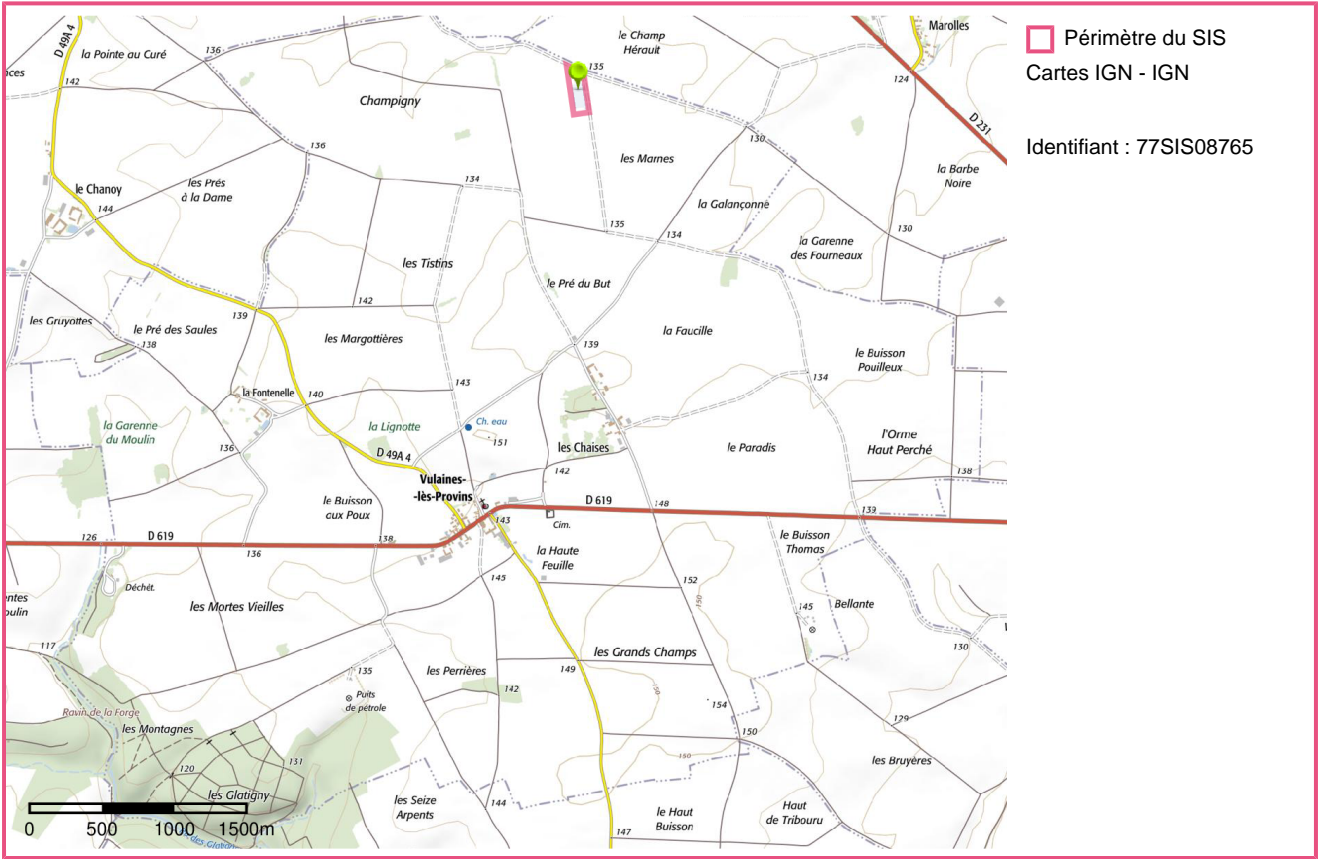 D 49A 4
la Pointe au Curé
136
le Champ
Hérault
Marolles
142
135
124
Champigny
D 231
130
136
les Marnes
la Barbe
Noire
le Chanoy
les Prés
à la Dame
134
144
la Galançonne
135
134
130
la Garenne
des Fourneaux
les Tistins
le Pré du But
142
139
les Gruyottes
le Pré des Saules
138
les Margottières
la Faucille
139
le Buisson
Pouilleux
134
143
la Fontenelle
140
la Garenne
du Moulin
la Lignotte
Ch. eau
151
136
D 49A 4
les Chaises
142
le Paradis
l'Orme
Haut Perché
138
Vulaines-
-lès-Provins
le Buisson
aux Poux
D 619
148
143
Cim.
139
126
D 619
136
138
la Haute
Feuille
le Buisson
Thomas
145
152
Déchèt.
les Mortes Vieilles
150
145
Bellante
117
130
les Grands Champs
149
les Perrières
135
142
150
154
Puits
de pétrole
129
Ravin de la Forge
les Montagnes
150
150
les Bruyères
131
120
les Glatigny
les Seize
Arpents
144
le Haut
Buisson
Haut
de Tribouru
147
0 500 1000 1500m
Périmètre du SIS
Cartes IGN - IGN
Identifiant : 77SIS08765